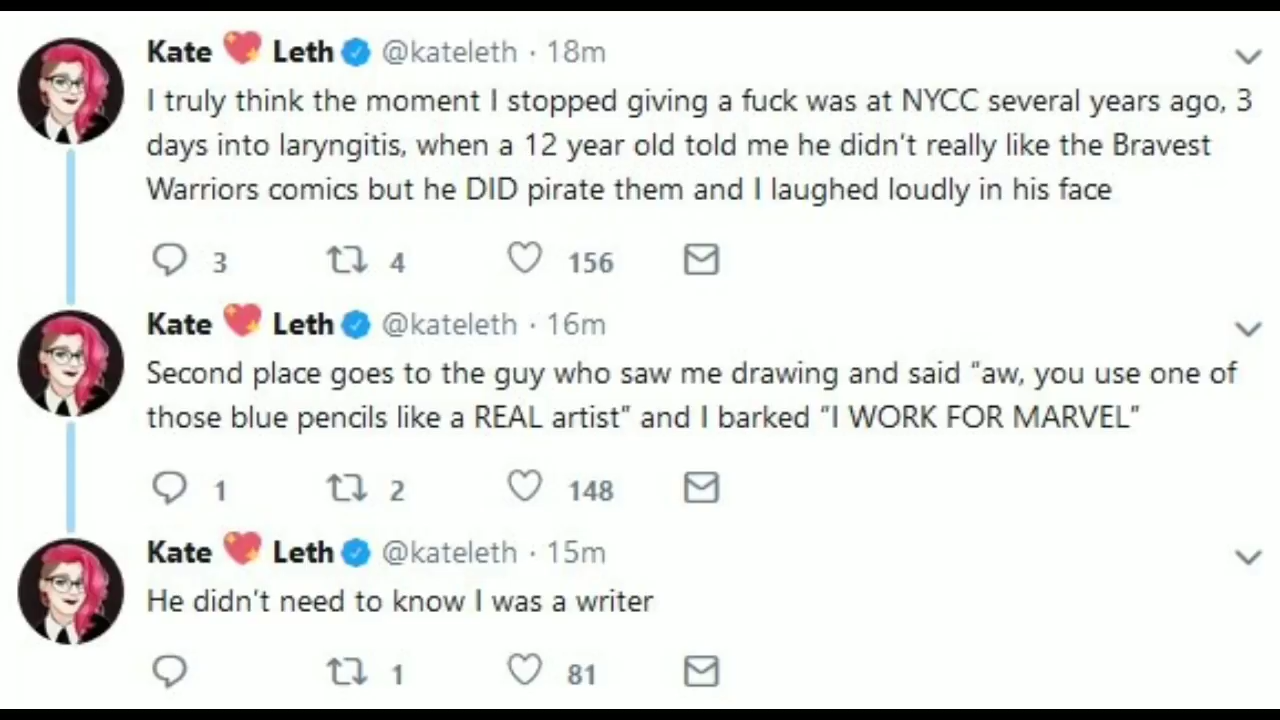 Kate 💖 Leth @kateleth · 18m
I truly think the moment I stopped giving a fuck was at NYCC several years ago, 3
days into laryngitis, when a 12 year old told me he didn't really like the Bravest
Warriors comics but he DID pirate them and I laughed loudly in his face
3 4 156
Kate 💖 Leth @kateleth · 16m
Second place goes to the guy who saw me drawing and said "aw, you use one of
those blue pencils like a REAL artist" and I barked "I WORK FOR MARVEL"
1 2 148
Kate 💖 Leth @kateleth · 15m
He didn't need to know I was a writer
1 81